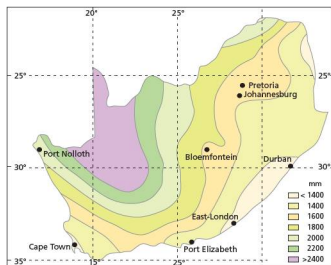 20°
25°
25°
25°
Pretoria
Johannesburg
Port Nolloth
Bloemfontein
Durban
30°
30°
mm
< 1400
1400
1600
1800
2000
2200
>2400
East-London
Cape Town
Port Elizabeth
35°
15°
25°